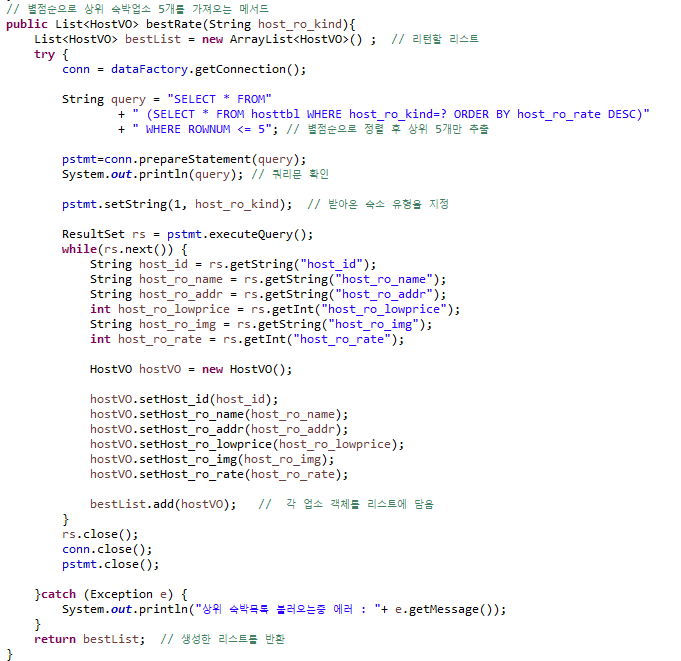 // 별점순으로 상위 숙박업소 5개를 가져오는 메서드
public List<HostVO> bestRate(String host_ro_kind){
    List<HostVO> bestList = new ArrayList<HostVO>() ;  // 리턴할 리스트
    try {
        conn = dataFactory.getConnection();

        String query = "SELECT * FROM"
                + " (SELECT * FROM hosttbl WHERE host_ro_kind=? ORDER BY host_ro_rate DESC)"
                + " WHERE ROWNUM <= 5"; // 별점순으로 정렬 후 상위 5개만 추출

        pstmt=conn.prepareStatement(query);
        System.out.println(query); // 쿼리문 확인

        pstmt.setString(1, host_ro_kind);  // 받아온 숙소 유형을 지정

        ResultSet rs = pstmt.executeQuery();
        while(rs.next()) {
            String host_id = rs.getString("host_id");
            String host_ro_name = rs.getString("host_ro_name");
            String host_ro_addr = rs.getString("host_ro_addr");
            int host_ro_lowprice = rs.getInt("host_ro_lowprice");
            String host_ro_img = rs.getString("host_ro_img");
            int host_ro_rate = rs.getInt("host_ro_rate");

            HostVO hostVO = new HostVO();

            hostVO.setHost_id(host_id);
            hostVO.setHost_ro_name(host_ro_name);
            hostVO.setHost_ro_addr(host_ro_addr);
            hostVO.setHost_ro_lowprice(host_ro_lowprice);
            hostVO.setHost_ro_img(host_ro_img);
            hostVO.setHost_ro_rate(host_ro_rate);

            bestList.add(hostVO);   //  각 업소 객체를 리스트에 담음
        }
        rs.close();
        conn.close();
        pstmt.close();

    }catch (Exception e) {
        System.out.println("상위 숙박목록 불러오는중 에러 : "+ e.getMessage());
    }
    return bestList;  // 생성한 리스트를 반환
}